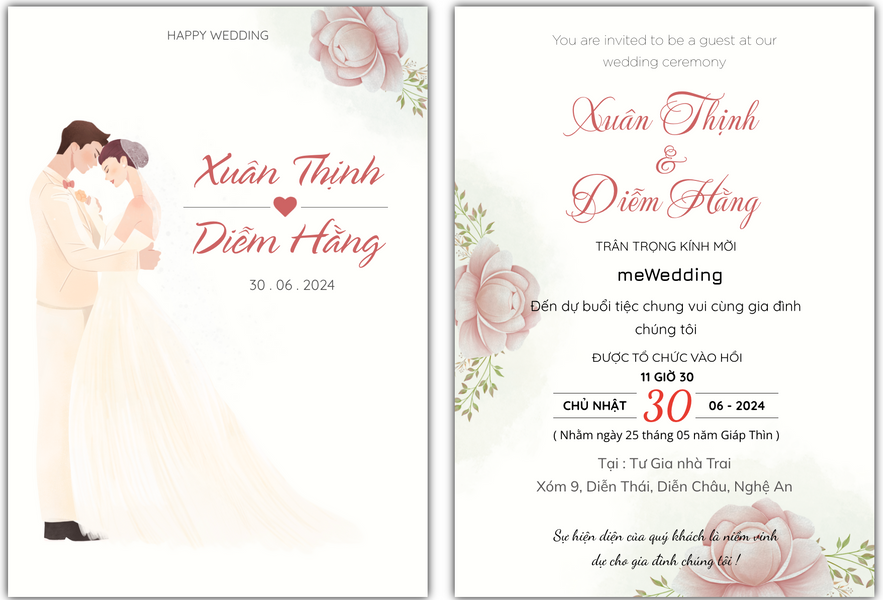 HAPPY WEDDING
Xuân Thịnh
Diễm Hằng
30 . 06 . 2024
You are invited to be a guest at our
wedding ceremony
Xuân Thịnh
&
Diễm Hằng
TRÂN TRỌNG KÍNH MỜI
meWedding
Đến dự buổi tiệc chung vui cùng gia đình
chúng tôi
ĐƯỢC TỔ CHỨC VÀO HỒI
11 GIỜ 30
CHỦ NHẬT 30 06 - 2024
( Nhằm ngày 25 tháng 05 năm Giáp Thìn )
Tại : Tư Gia nhà Trai
Xóm 9, Diễn Thái, Diễn Châu, Nghệ An
Sự hiện diện của quý khách là niềm vinh
dự cho gia đình chúng tôi !